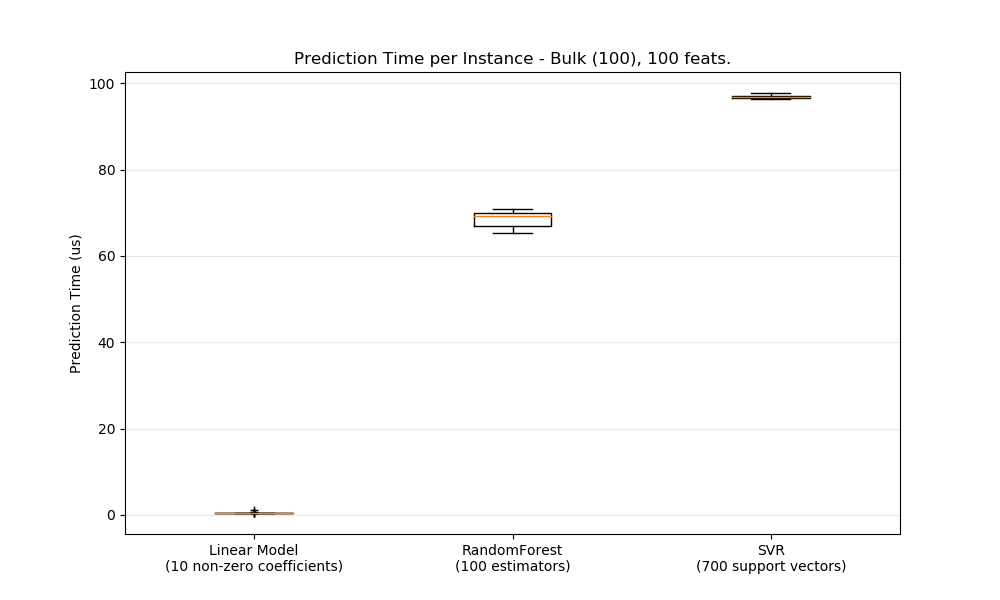 Prediction Time per Instance - Bulk (100), 100 feats.
Prediction Time (us)
100
80
60
40
20
0
Linear Model
(10 non-zero coefficients)
RandomForest
(100 estimators)
SVR
(700 support vectors)